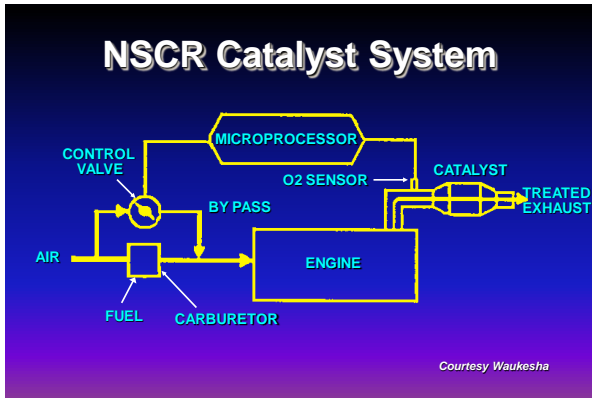 NSCR Catalyst System
MICROPROCESSOR
CONTROL
VALVE
O2 SENSOR
CATALYST
TREATED
EXHAUST
BY PASS
AIR
ENGINE
FUEL
CARBURETOR
Courtesy Waukesha